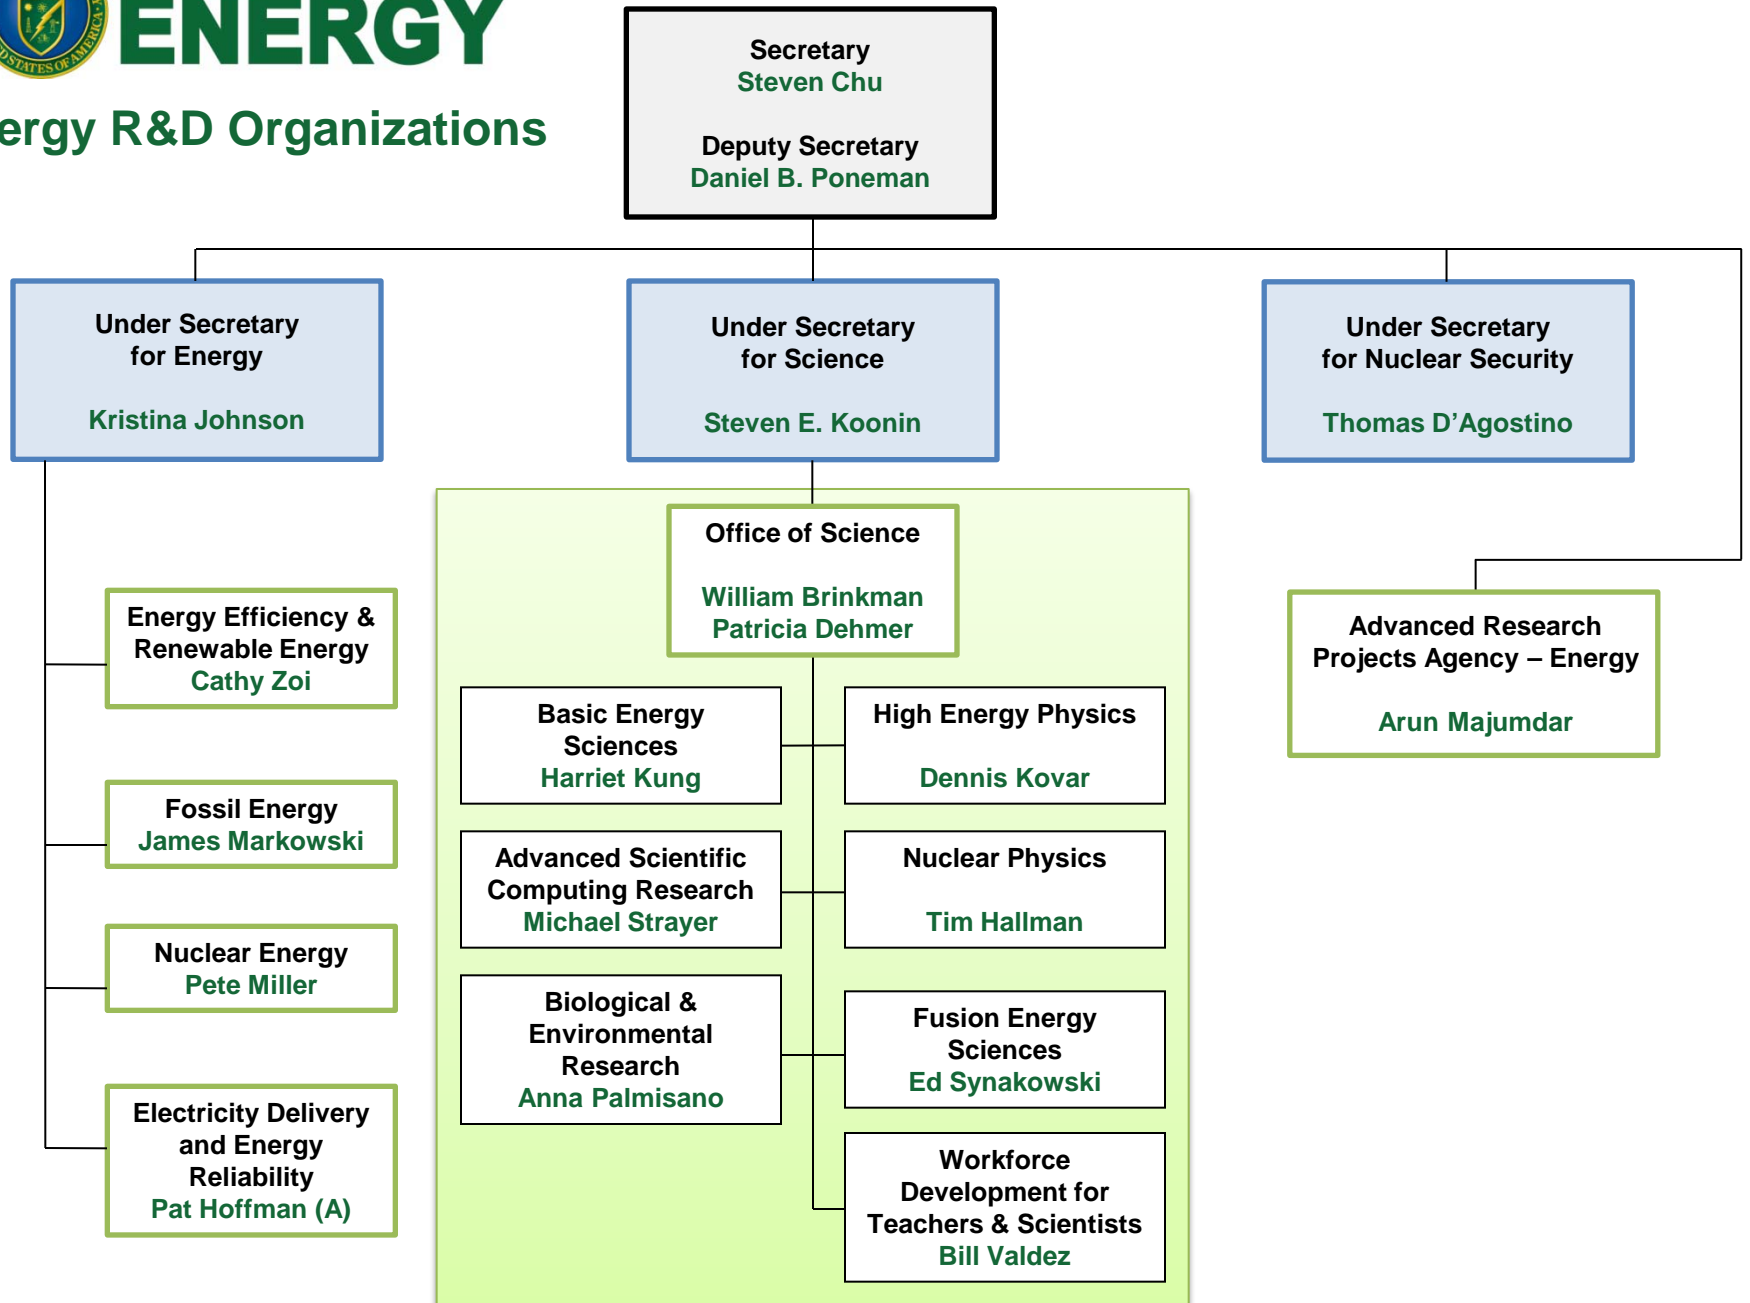 ENERGY
ergy R&D Organizations
Secretary
Steven Chu
Deputy Secretary
Daniel B. Poneman
Under Secretary
for Energy
Kristina Johnson
Under Secretary
for Science
Steven E. Koonin
Under Secretary
for Nuclear Security
Thomas D’Agostino
Office of Science
William Brinkman
Patricia Dehmer
Energy Efficiency &
Renewable Energy
Cathy Zoi
Fossil Energy
James Markowski
Nuclear Energy
Pete Miller
Electricity Delivery
and Energy
Reliability
Pat Hoffman (A)
Basic Energy
Sciences
Harriet Kung
High Energy Physics
Dennis Kovar
Advanced Scientific
Computing Research
Michael Strayer
Nuclear Physics
Tim Hallman
Biological &
Environmental
Research
Anna Palmisano
Fusion Energy
Sciences
Ed Synakowski
Workforce
Development for
Teachers & Scientists
Bill Valdez
Advanced Research
Projects Agency – Energy
Arun Majumdar